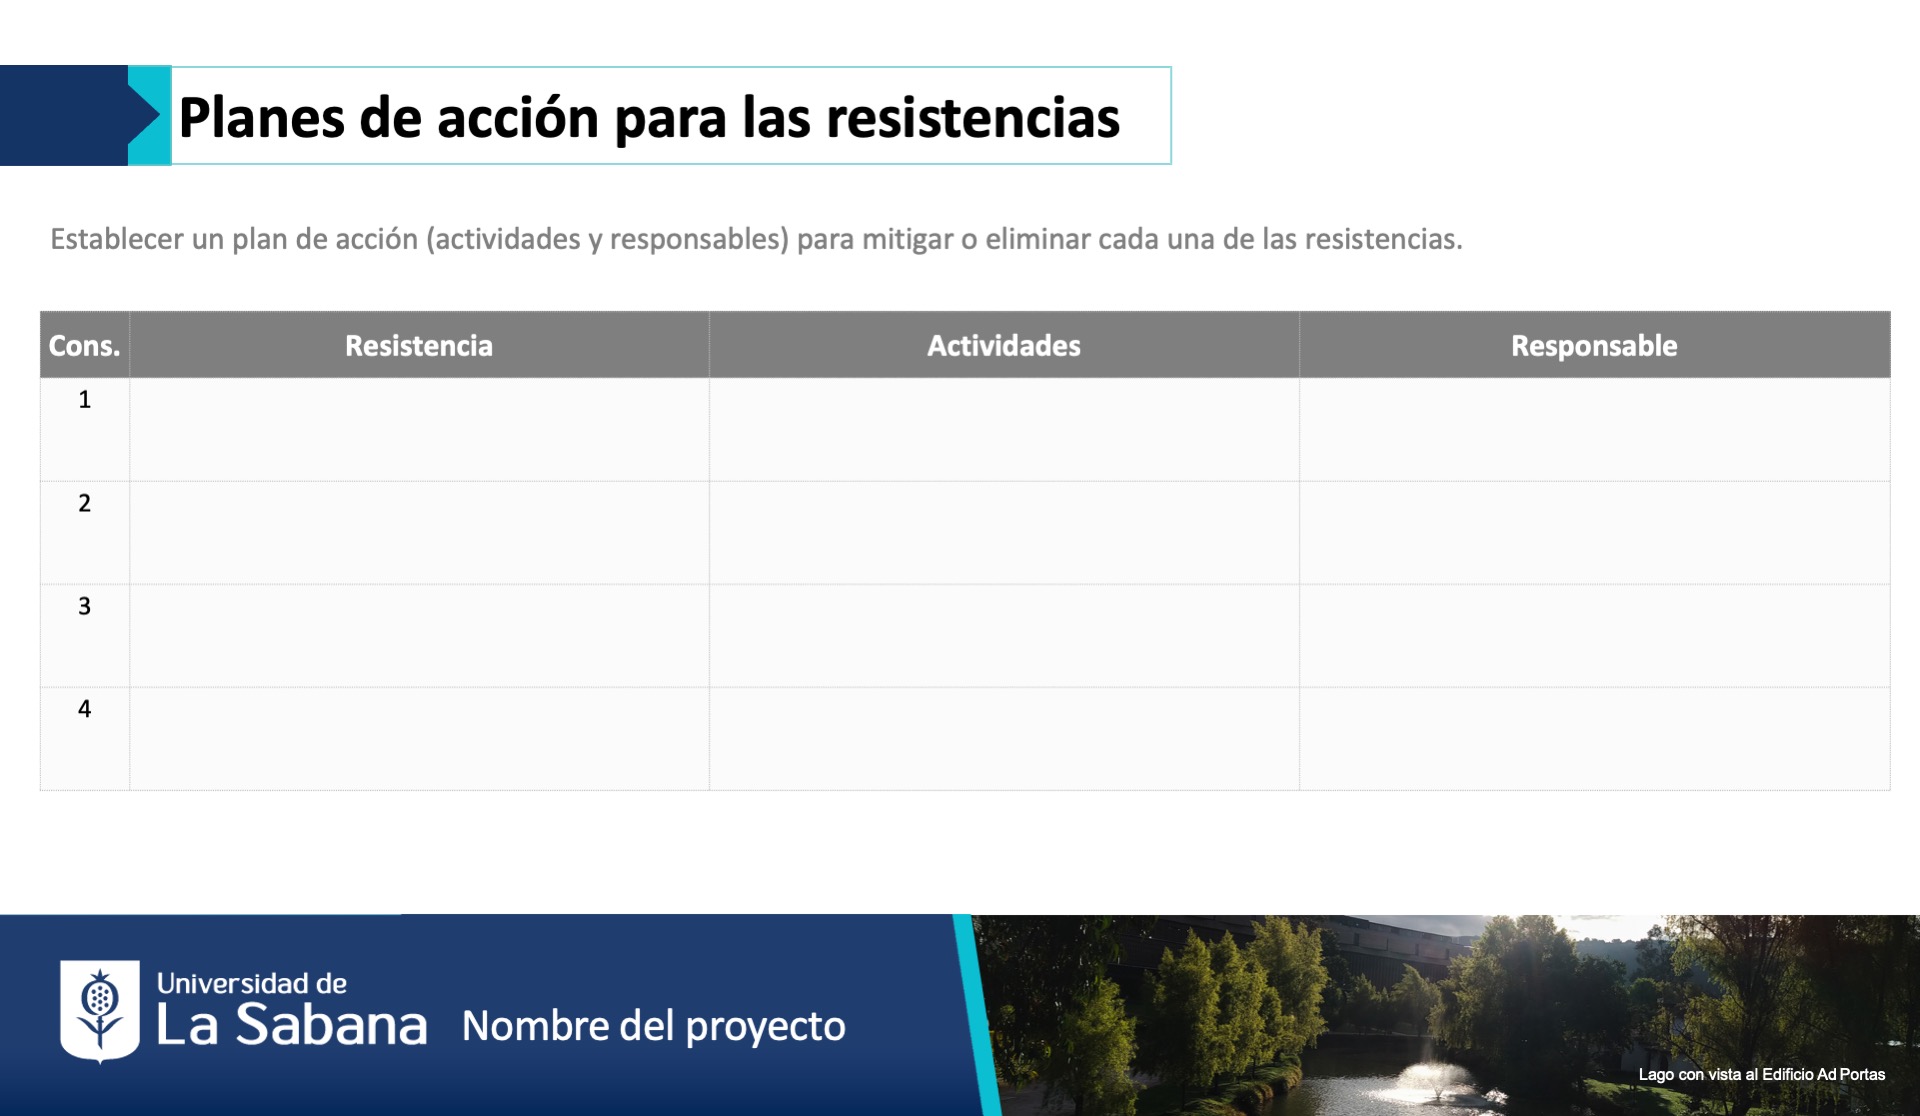 Planes de acción para las resistencias
Establecer un plan de acción (actividades y responsables) para mitigar o eliminar cada una de las resistencias.
Cons. Resistencia Actividades Responsable
1
2
3
4
Universidad de
La Sabana
Nombre del proyecto
Lago con vista al Edificio Ad Portas